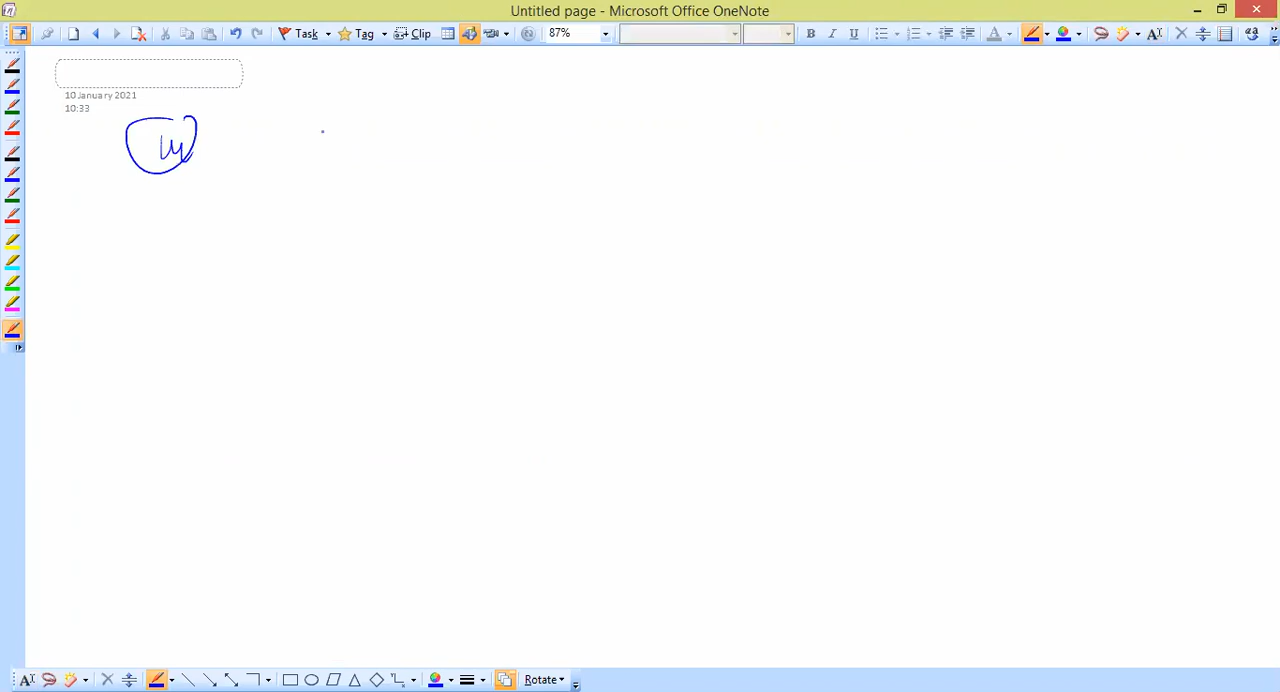 Untitled page - Microsoft Office OneNote
Task Tag Clip 87% B I U A
10 January 2021
10:33
Rotate